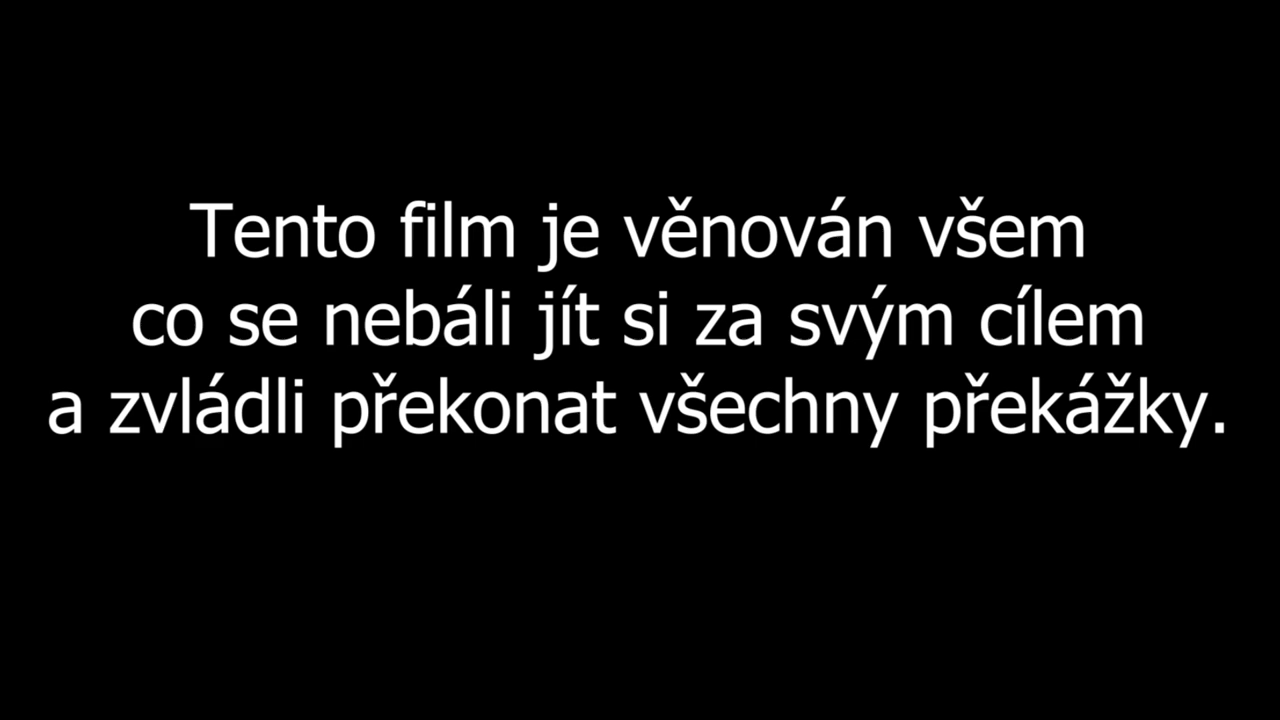 Tento film je věnován všem
co se nebáli jít si za svým cílem
a zvládli překonat všechny překážky.